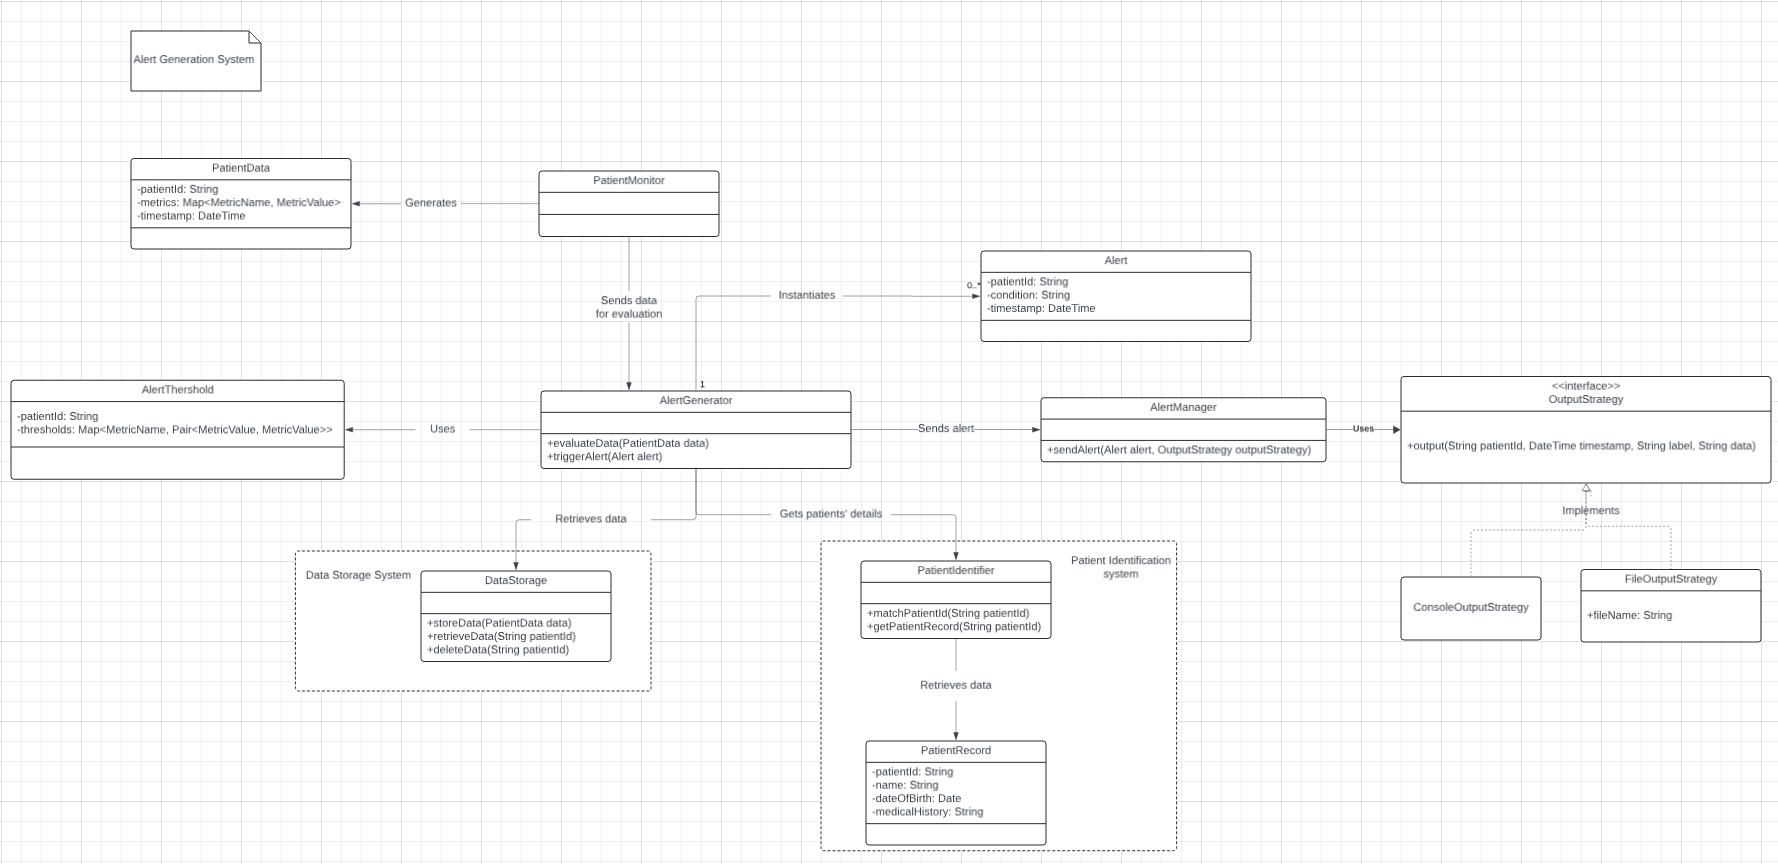 Alert Generation System
PatientData
-patientId: String
-metrics: Map<MetricName, MetricValue>
-timestamp: DateTime
Generates
PatientMonitor
Sends data
for evaluation
Instantiates
0..*
1
Alert
-patientId: String
-condition: String
-timestamp: DateTime
AlertThershold
-patientId: String
-thresholds: Map<MetricName, Pair<MetricValue, MetricValue>>
Uses
AlertGenerator
+evaluateData(PatientData data)
+triggerAlert(Alert alert)
Sends alert
AlertManager
+sendAlert(Alert alert, OutputStrategy outputStrategy)
Uses
<<interface>>
OutputStrategy
+output(String patientId, DateTime timestamp, String label, String data)
Implements
ConsoleOutputStrategy
FileOutputStrategy
+fileName: String
Retrieves data
Gets patients' details
Data Storage System
DataStorage
+storeData(PatientData data)
+retrieveData(String patientId)
+deleteData(String patientId)
Patient Identification
system
PatientIdentifier
+matchPatientId(String patientId)
+getPatientRecord(String patientId)
Retrieves data
PatientRecord
-patientId: String
-name: String
-dateOfBirth: Date
-medicalHistory: String